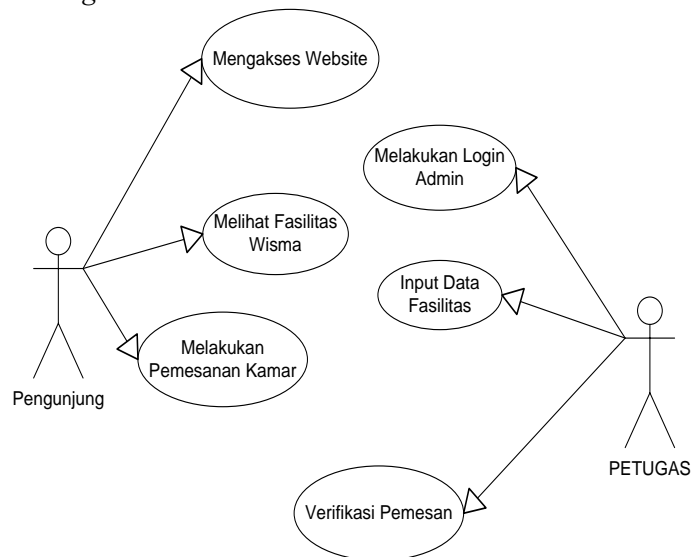 Mengakses Website
Melakukan Login
Admin
Melihat Fasilitas
Wisma
Input Data
Fasilitas
Melakukan
Pemesanan Kamar
Pengunjung
PETUGAS
Verifikasi Pemesan